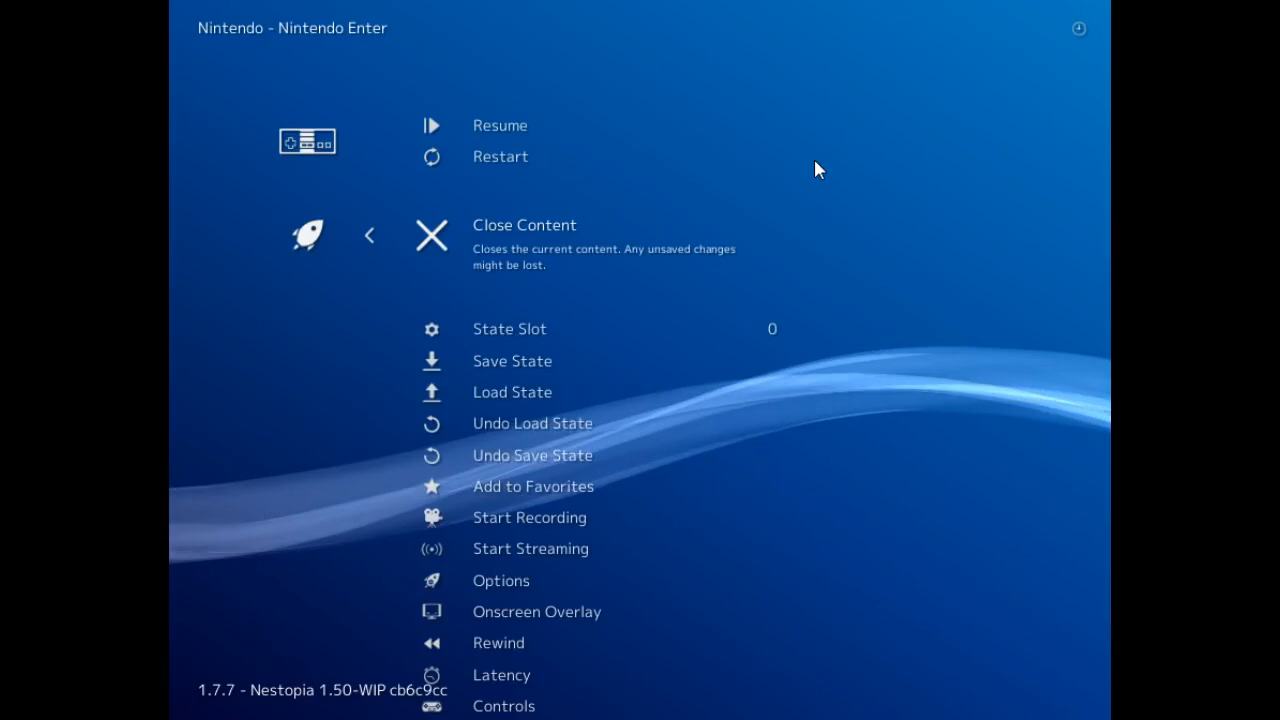 Nintendo - Nintendo Enter
Resume
Restart
Close Content
Closes the current content. Any unsaved changes
might be lost.
State Slot 0
Save State
Load State
Undo Load State
Undo Save State
Add to Favorites
Start Recording
Start Streaming
Options
Onscreen Overlay
Rewind
Latency
1.7.7 - Nestopia 1.50-WIP cb6c9cc
Controls